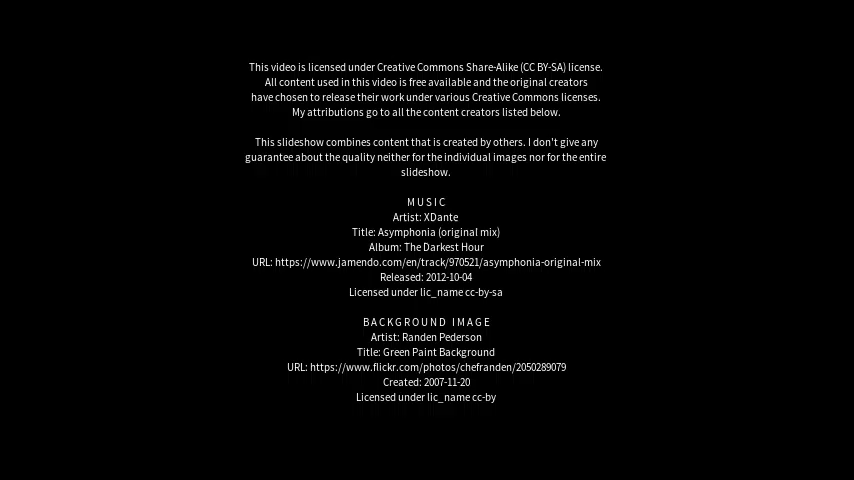 This video is licensed under Creative Commons Share-Alike (CC BY-SA) license.
All content used in this video is free available and the original creators
have chosen to release their work under various Creative Commons licenses.
My attributions go to all the content creators listed below.
This slideshow combines content that is created by others. I don't give any
guarantee about the quality neither for the individual images nor for the entire
slideshow.
MUSIC
Artist: XDante
Title: Asymphonia (original mix)
Album: The Darkest Hour
URL: https://www.jamendo.com/en/track/970521/asymphonia-original-mix
Released: 2012-10-04
Licensed under lic_name cc-by-sa
BACKGROUND IMAGE
Artist: Randen Pederson
Title: Green Paint Background
URL: https://www.flickr.com/photos/chefranden/2050289079
Created: 2007-11-20
Licensed under lic_name cc-by